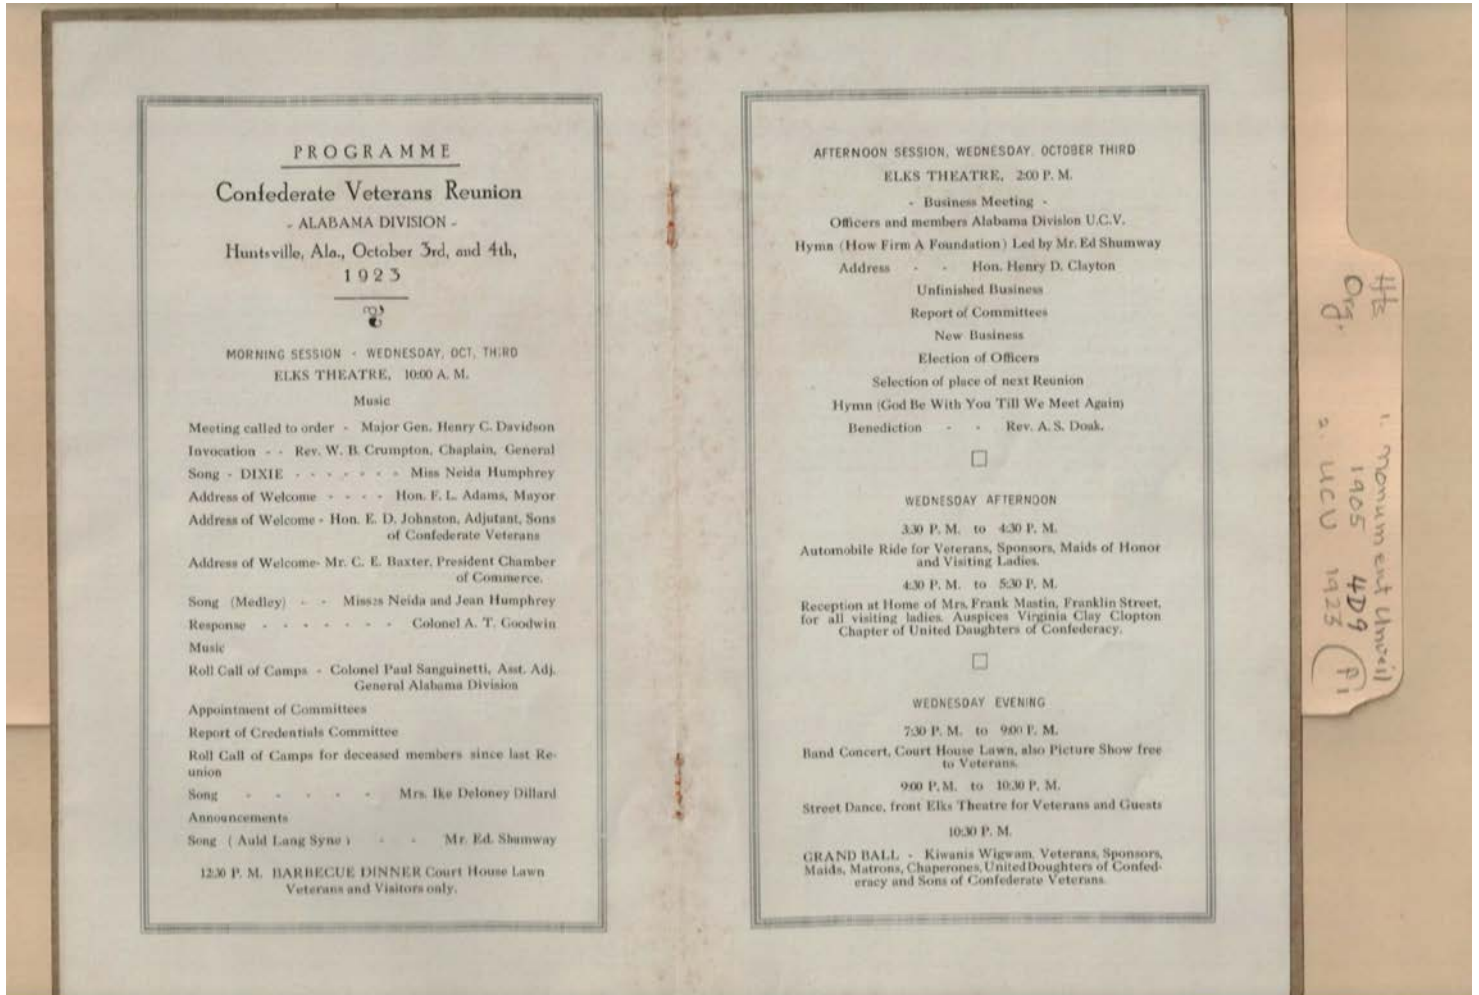 PROGRAMME
Confederate Veterans Reunion
- ALABAMA DIVISION -
Huntsville, Ala., October 3rd, and 4th,
1923
MORNING SESSION - WEDNESDAY, OCT, THIRD
ELKS THEATRE, 10:00 A. M.
Music
Meeting called to order - Major Gen. Henry C. Davidson
Invocation - - Rev. W. B. Crumpton, Chaplain, General
Song - DIXIE - - - - - - - Miss Neida Humphrey
Address of Welcome - - - - Hon. F. L. Adams, Mayor
Address of Welcome - Hon. E. D. Johnston, Adjutant, Sons
of Confederate Veterans
Address of Welcome- Mr. C. E. Baxter, President Chamber
of Commerce.
Song (Medley) - - Misses Neida and Jean Humphrey
Response - - - - - - - Colonel A. T. Goodwin
Music
Roll Call of Camps - Colonel Paul Sanguinetti, Asst. Adj.
General Alabama Division
Appointment of Committees
Report of Credentials Committee
Roll Call of Camps for deceased members since last Re-
union
Song - - - - - Mrs. Ike Deloney Dillard
Announcements
Song ( Auld Lang Syne ) - - Mr. Ed. Shumway
12:30 P. M. BARBECUE DINNER Court House Lawn
Veterans and Visitors only.
AFTERNOON SESSION, WEDNESDAY, OCTOBER THIRD
ELKS THEATRE, 2:00 P. M.
- Business Meeting -
Officers and members Alabama Division U.C.V.
Hymn (How Firm A Foundation) Led by Mr. Ed Shumway
Address - - Hon. Henry D. Clayton
Unfinished Business
Report of Committees
New Business
Election of Officers
Selection of place of next Reunion
Hymn (God Be With You Till We Meet Again)
Benediction - - Rev. A. S. Doak.
WEDNESDAY AFTERNOON
3:30 P. M. to 4:30 P. M.
Automobile Ride for Veterans, Sponsors, Maids of Honor
and Visiting Ladies.
4:30 P. M. to 5:30 P. M.
Reception at Home of Mrs. Frank Mastin, Franklin Street,
for all visiting ladies. Auspices Virginia Clay Clopton
Chapter of United Daughters of Confederacy.
WEDNESDAY EVENING
7:30 P. M. to 9:00 P. M.
Band Concert, Court House Lawn, also Picture Show free
to Veterans.
9:00 P. M. to 10:30 P. M.
Street Dance, front Elks Theatre for Veterans and Guests
10:30 P. M.
GRAND BALL - Kiwanis Wigwam. Veterans, Sponsors,
Maids, Matrons, Chaperones, United Doughters of Confed-
eracy and Sons of Confederate Veterans.
Org.
1. Monument Unveil
1905 4D9
2. UCV 1923 (P1